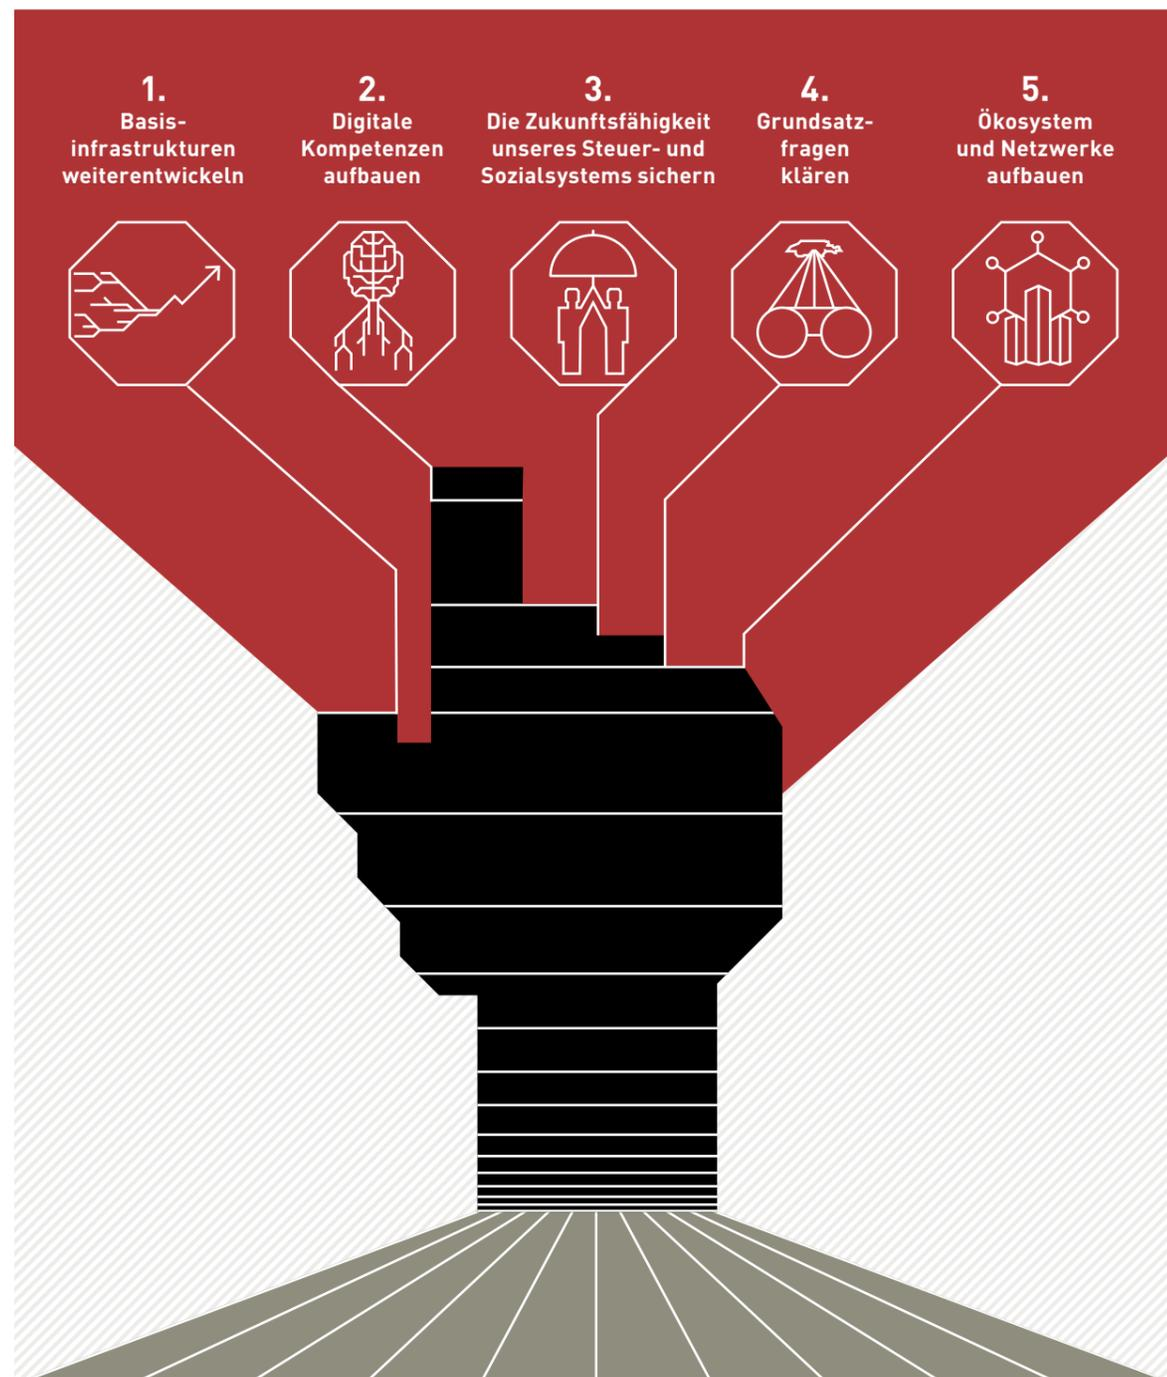 1.
Basis-
infrastrukturen
weiterentwickeln
2.
Digitale
Kompetenzen
aufbauen
3.
Die Zukunftsfähigkeit
unseres Steuer- und
Sozialsystems sichern
4.
Grundsatz-
fragen
klären
5.
Ökosystem
und Netzwerke
aufbauen